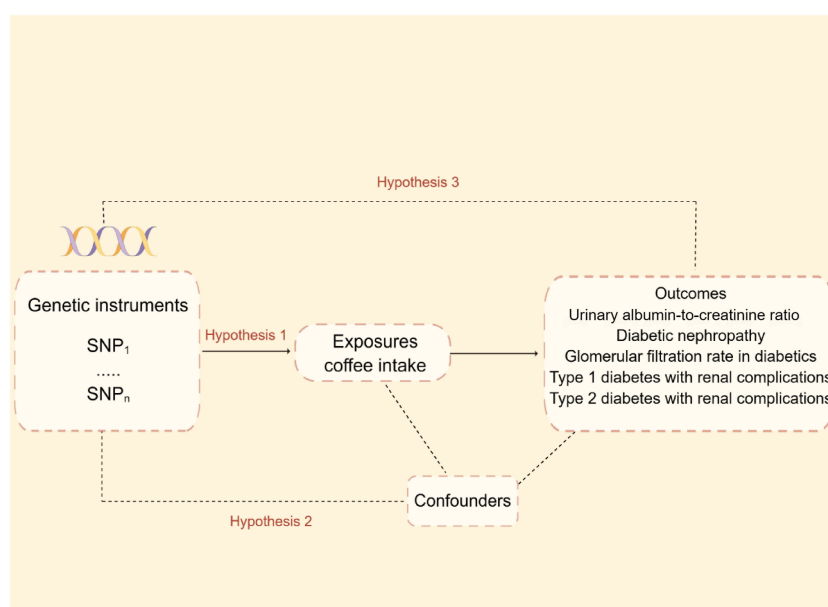 Hypothesis 3
Genetic instruments
SNP₁
.....
SNPₙ
Hypothesis 1
Exposures
coffee intake
Outcomes
Urinary albumin-to-creatinine ratio
Diabetic nephropathy
Glomerular filtration rate in diabetics
Type 1 diabetes with renal complications
Type 2 diabetes with renal complications
Confounders
Hypothesis 2